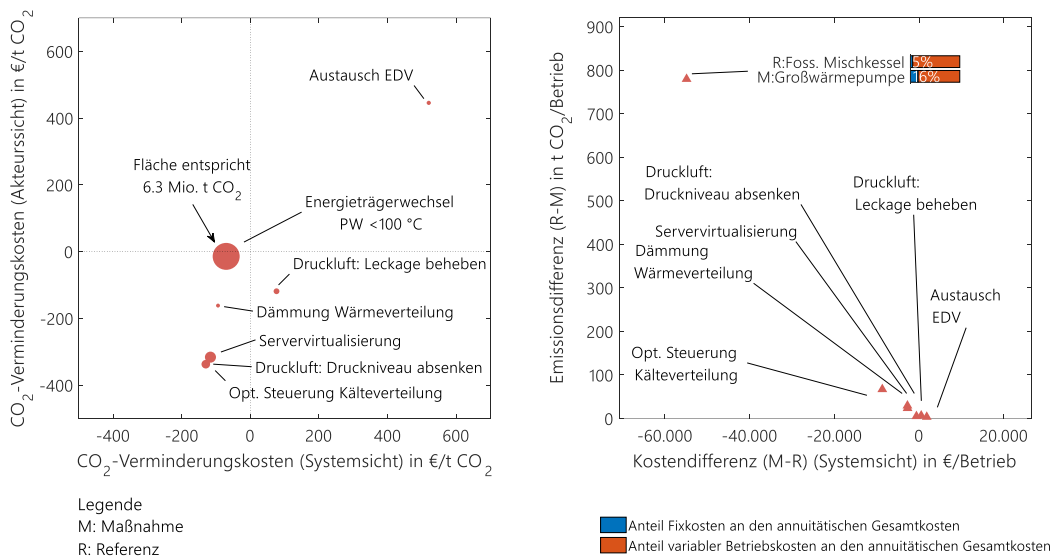 CO2-Verminderungskosten (Akteurssicht) in €/t CO2
600
400
200
0
-200
-400
-400
-200
0
200
400
600
CO2-Verminderungskosten (Systemsicht) in €/t CO2
Austausch EDV
Fläche entspricht
6.3 Mio. t CO2
Energieträgerwechsel
PW <100 °C
Druckluft: Leckage beheben
Dämmung Wärmeverteilung
Servervirtualisierung
Druckluft: Druckniveau absenken
Opt. Steuerung Kälteverteilung
Legende
M: Maßnahme
R: Referenz
Emissionsdifferenz (R-M) in t CO2/Betrieb
900
800
700
600
500
400
300
200
100
0
-60.000
-40.000
-20.000
0
20.000
Kostendifferenz (M-R) (Systemsicht) in €/Betrieb
R:Foss. Mischkessel 5%
M:Großwärmepumpe 16%
Druckluft:
Druckniveau absenken
Druckluft:
Leckage beheben
Servervirtualisierung
Dämmung
Wärmeverteilung
Austausch
EDV
Opt. Steuerung
Kälteverteilung
Anteil Fixkosten an den annuitätischen Gesamtkosten
Anteil variabler Betriebskosten an den annuitätischen Gesamtkosten